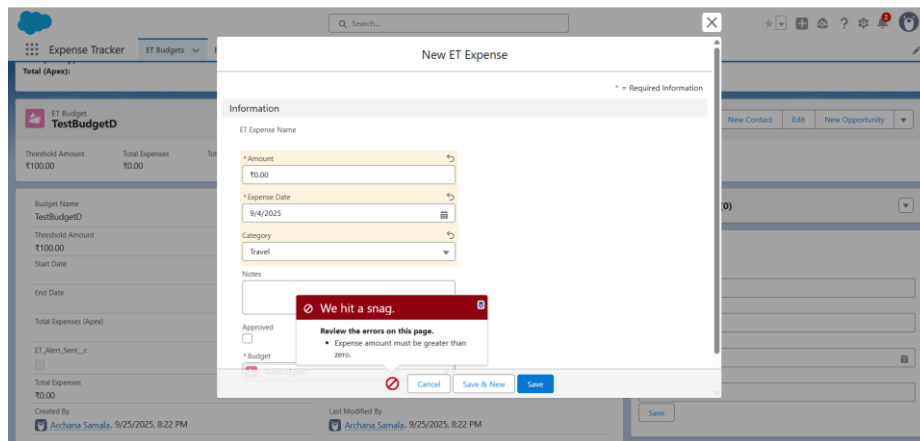 Search...
2
Expense Tracker
ET Budgets
Total (Apex):
ET Budget
TestBudgetD
New Contact
Edit
New Opportunity
Threshold Amount
₹100.00
Total Expenses
₹0.00
Budget Name
TestBudgetD
Threshold Amount
₹100.00
Start Date
End Date
Total Expenses (Apex)
ET_Alert_Sent__c
Total Expenses
₹0.00
Created By
Archana Samala, 9/25/2025, 8:22 PM
Last Modified By
Archana Samala, 9/25/2025, 8:22 PM
New ET Expense
* = Required Information
Information
ET Expense Name
*Amount
₹0.00
*Expense Date
9/4/2025
Category
Travel
Notes
We hit a snag.
Review the errors on this page.
• Expense amount must be greater than
zero.
Approved
*Budget
TestBudgetD
Cancel
Save & New
Save
(0)
Save